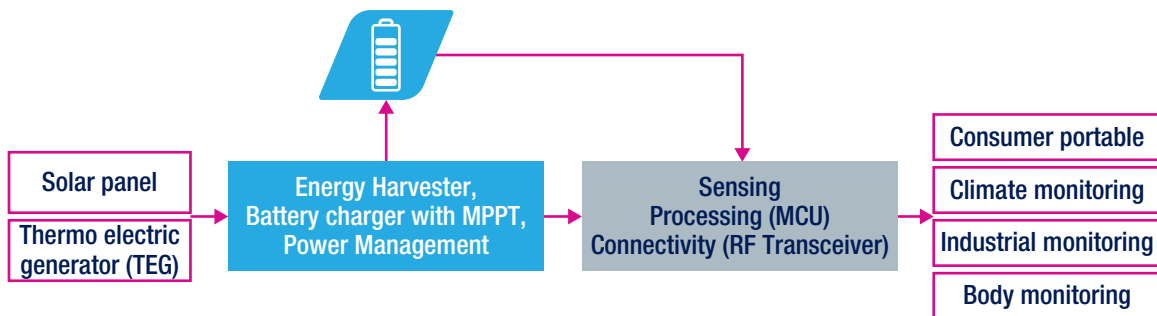 Solar panel
Thermo electric
generator (TEG)
Energy Harvester,
Battery charger with MPPT,
Power Management
Sensing
Processing (MCU)
Connectivity (RF Transceiver)
Consumer portable
Climate monitoring
Industrial monitoring
Body monitoring